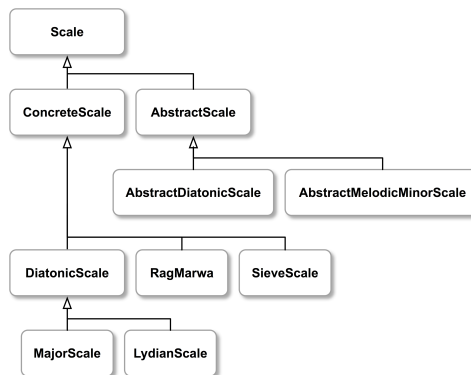 Scale
ConcreteScale
AbstractScale
AbstractDiatonicScale
AbstractMelodicMinorScale
DiatonicScale
RagMarwa
SieveScale
MajorScale
LydianScale